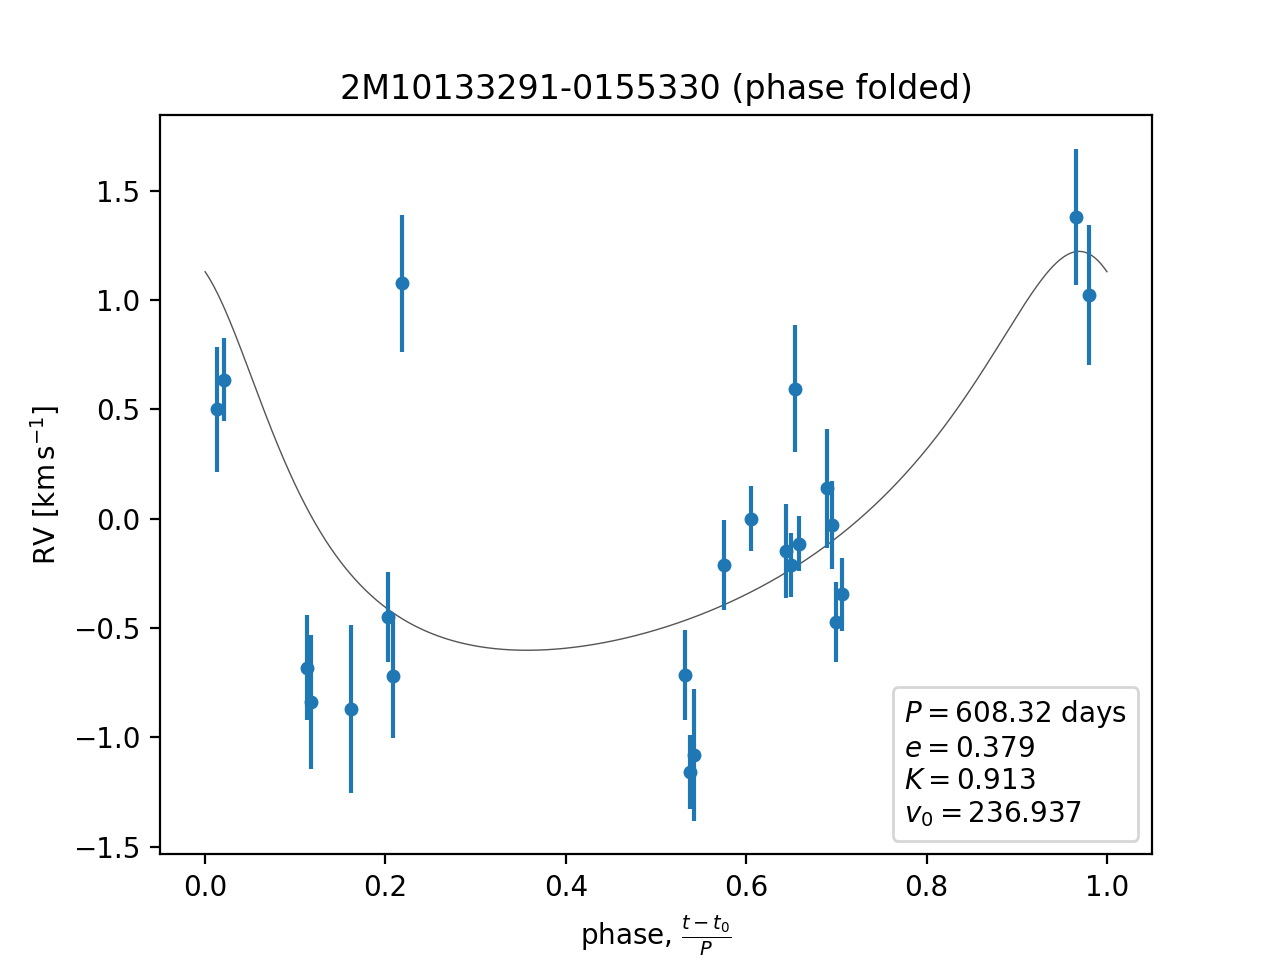 2M10133291-0155330 (phase folded)
RV [km s⁻¹]
1.5
1.0
0.5
0.0
−0.5
−1.0
−1.5
P = 608.32 days
e = 0.379
K = 0.913
v₀ = 236.937
0.0 0.2 0.4 0.6 0.8 1.0
phase, (t − t₀)/P